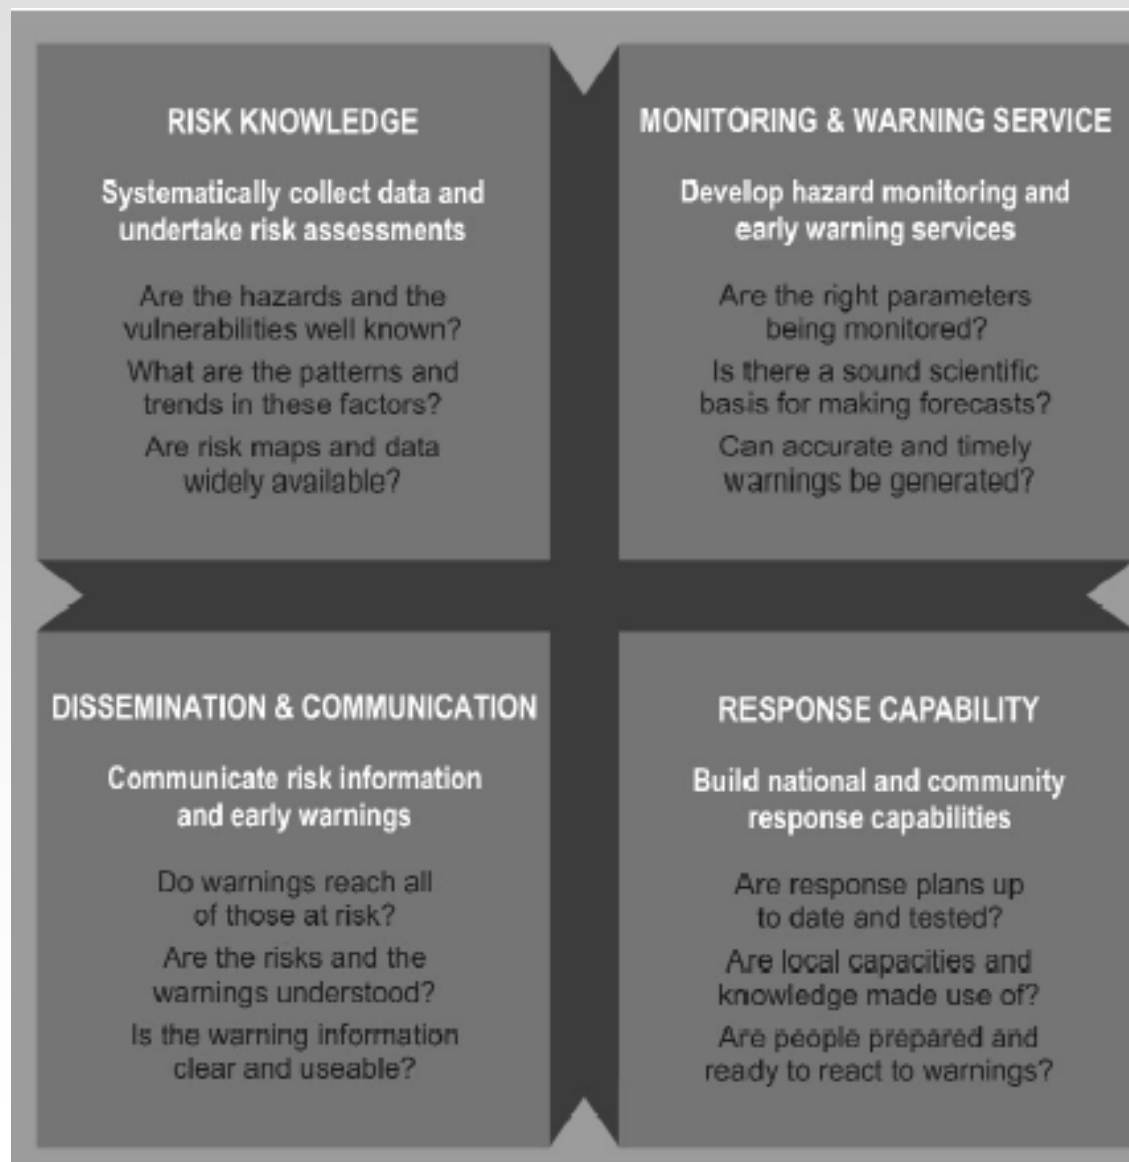 RISK KNOWLEDGE
Systematically collect data and
undertake risk assessments
Are the hazards and the
vulnerabilities well known?
What are the patterns and
trends in these factors?
Are risk maps and data
widely available?
MONITORING & WARNING SERVICE
Develop hazard monitoring and
early warning services
Are the right parameters
being monitored?
Is there a sound scientific
basis for making forecasts?
Can accurate and timely
warnings be generated?
DISSEMINATION & COMMUNICATION
Communicate risk information
and early warnings
Do warnings reach all
of those at risk?
Are the risks and the
warnings understood?
Is the warning information
clear and useable?
RESPONSE CAPABILITY
Build national and community
response capabilities
Are response plans up
to date and tested?
Are local capacities and
knowledge made use of?
Are people prepared and
ready to react to warnings?